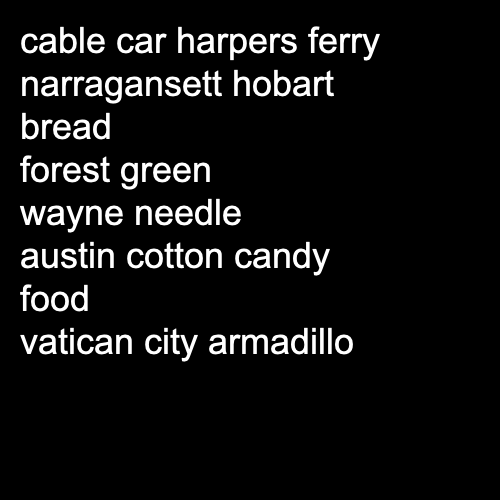 cable car harpers ferry
narragansett hobart
bread
forest green
wayne needle
austin cotton candy
food
vatican city armadillo